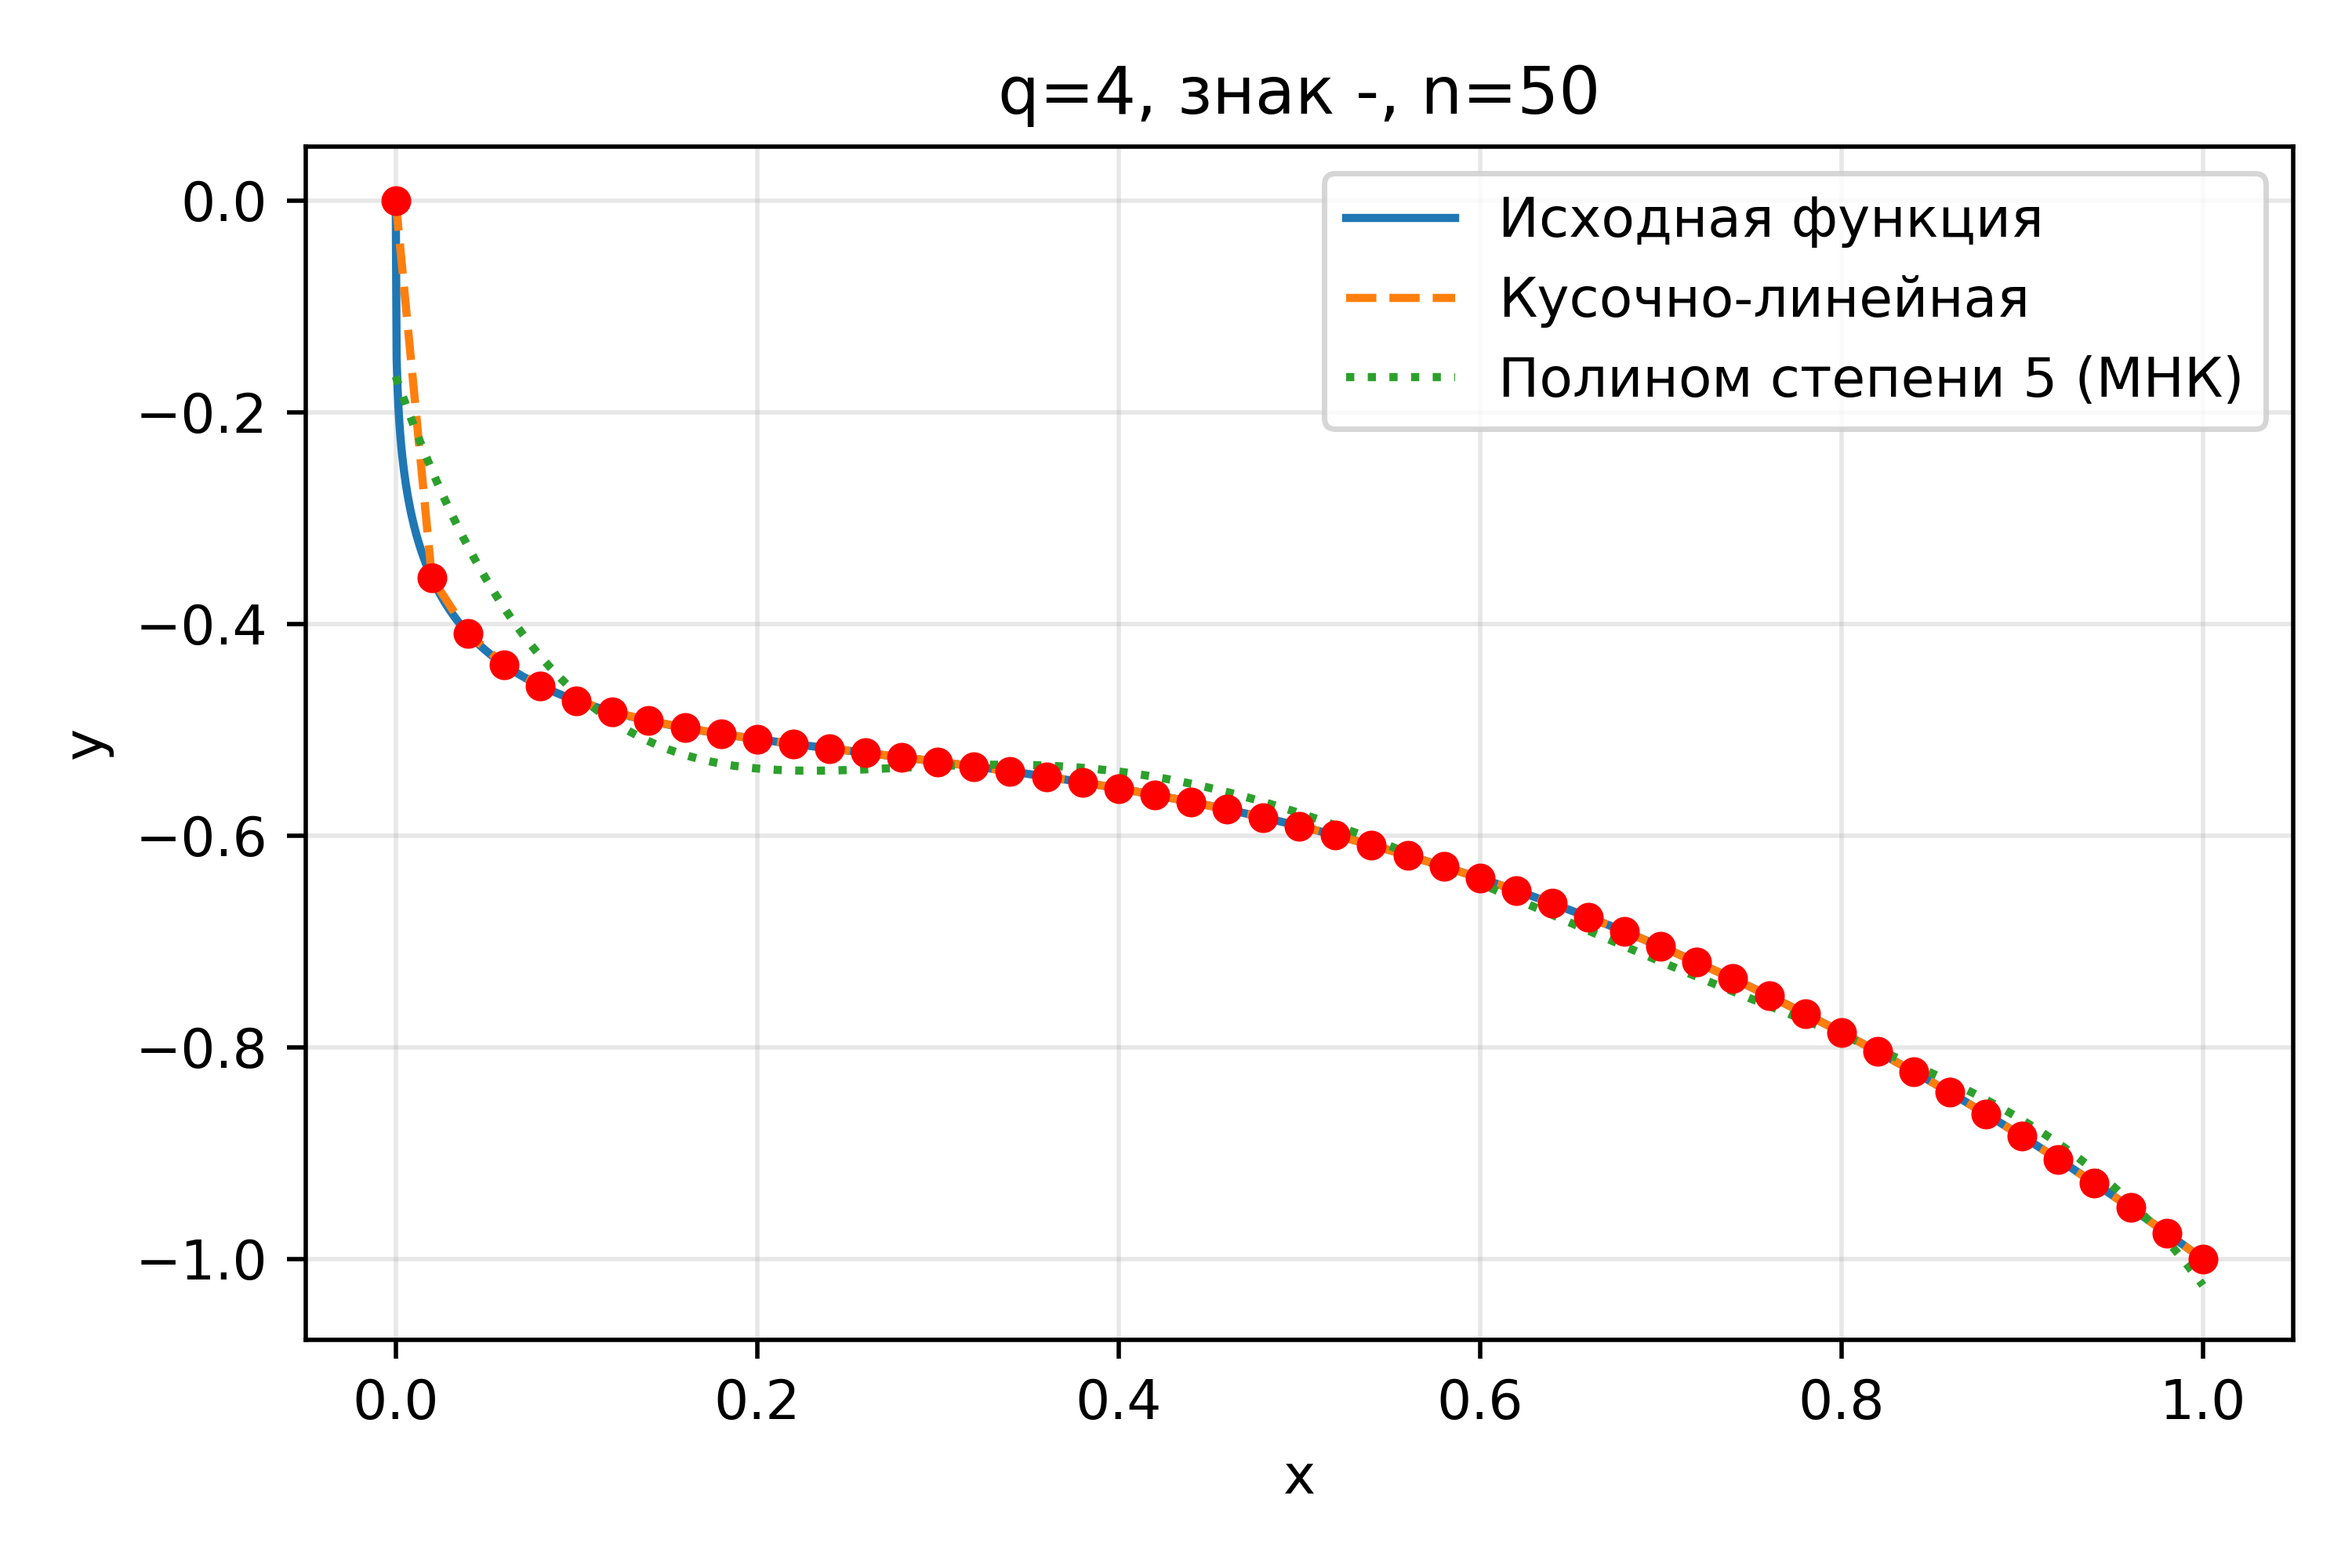 q=4, знак -, n=50
Исходная функция
Кусочно-линейная
Полином степени 5 (МНК)
0.0
−0.2
−0.4
−0.6
−0.8
−1.0
y
0.0 0.2 0.4 0.6 0.8 1.0
x